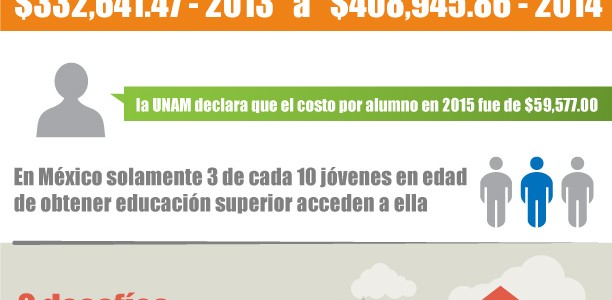 $332,641.47 - 2013 a $408,945.86 - 2014
la UNAM declara que el costo por alumno en 2015 fue de $59,577.00
En México solamente 3 de cada 10 jóvenes en edad
de obtener educación superior acceden a ella
desafíos